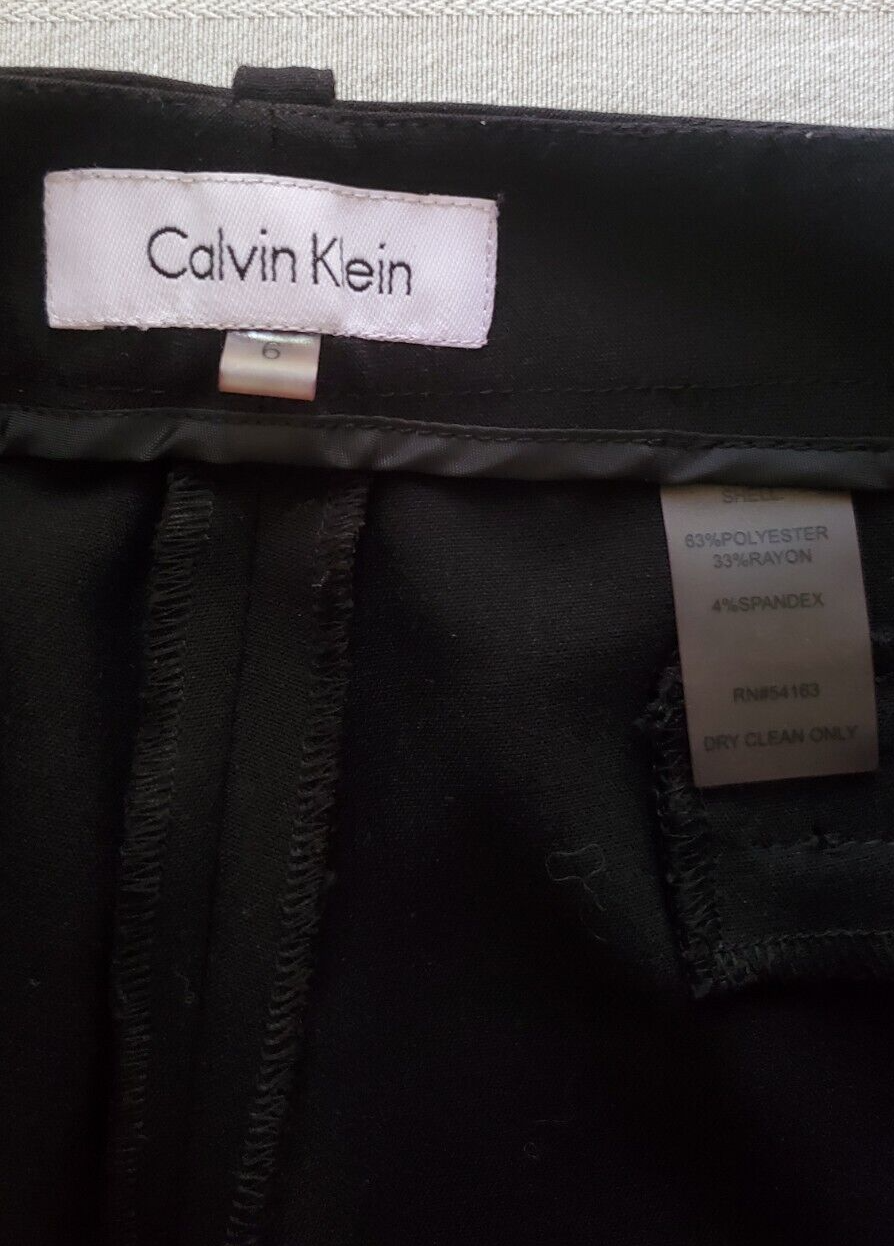 Calvin Klein
6
SHELL:
63%POLYESTER
33%RAYON
4%SPANDEX
RN#54163
DRY CLEAN ONLY